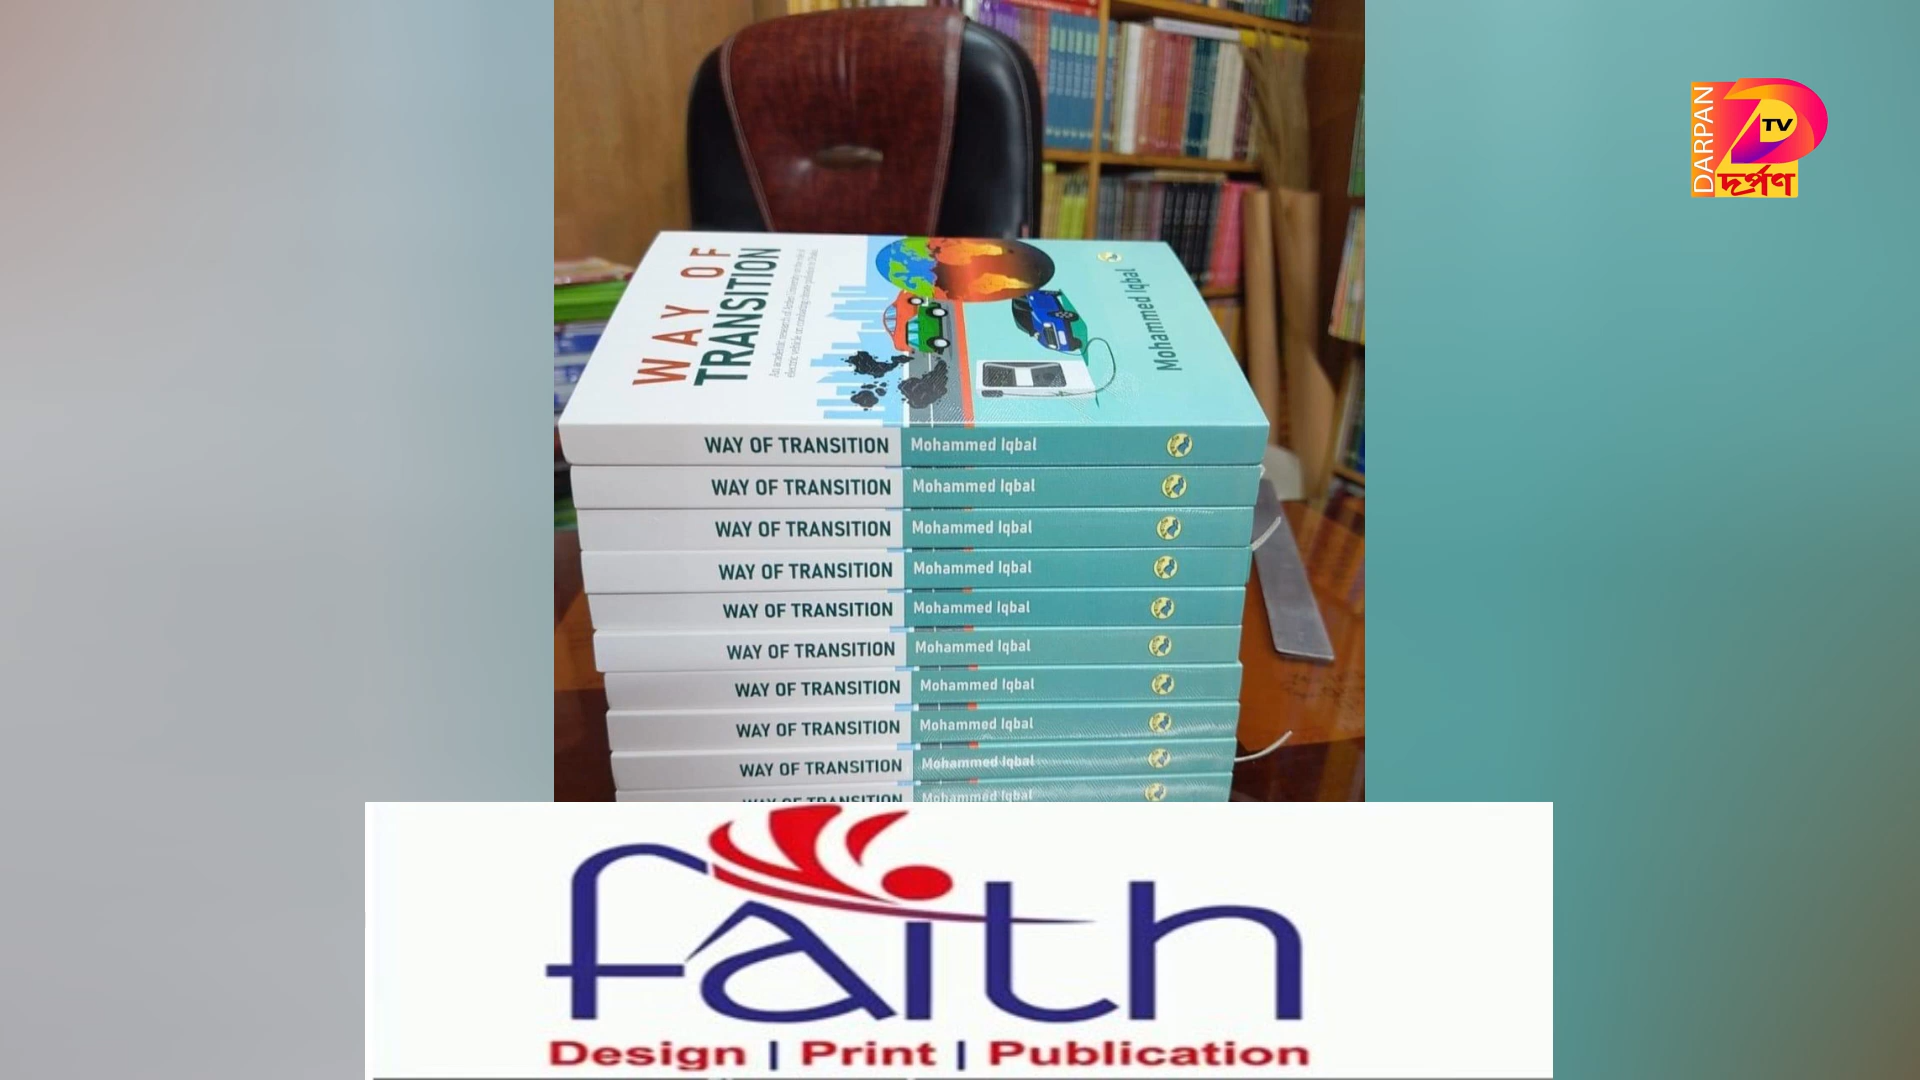 DARPAN
TV
দর্পণ
WAY OF
TRANSITION
Mohammed Iqbal
WAY OF TRANSITION Mohammed Iqbal
WAY OF TRANSITION Mohammed Iqbal
WAY OF TRANSITION Mohammed Iqbal
WAY OF TRANSITION Mohammed Iqbal
WAY OF TRANSITION Mohammed Iqbal
WAY OF TRANSITION Mohammed Iqbal
WAY OF TRANSITION Mohammed Iqbal
WAY OF TRANSITION Mohammed Iqbal
WAY OF TRANSITION Mohammed Iqbal
WAY OF TRANSITION Mohammed Iqbal
faith
Design | Print | Publication